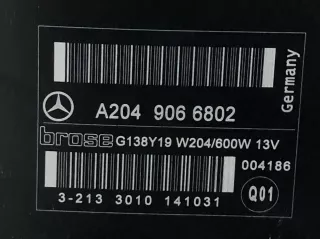 Germany
A204 906 6802
brose G138Y19 W204/600W 13V
004186
3-213 3010 141031
Q01